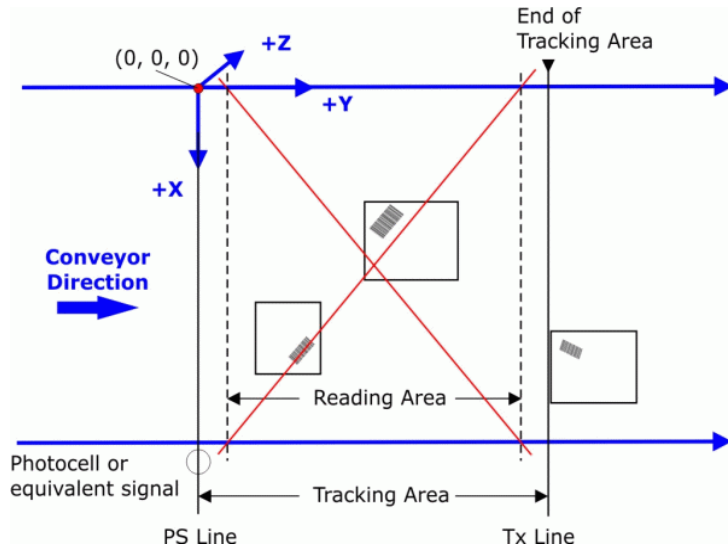 End of
Tracking Area
+Z
(0, 0, 0)
+Y
+X
Conveyor
Direction
Reading Area
Photocell or
equivalent signal
Tracking Area
PS Line
Tx Line